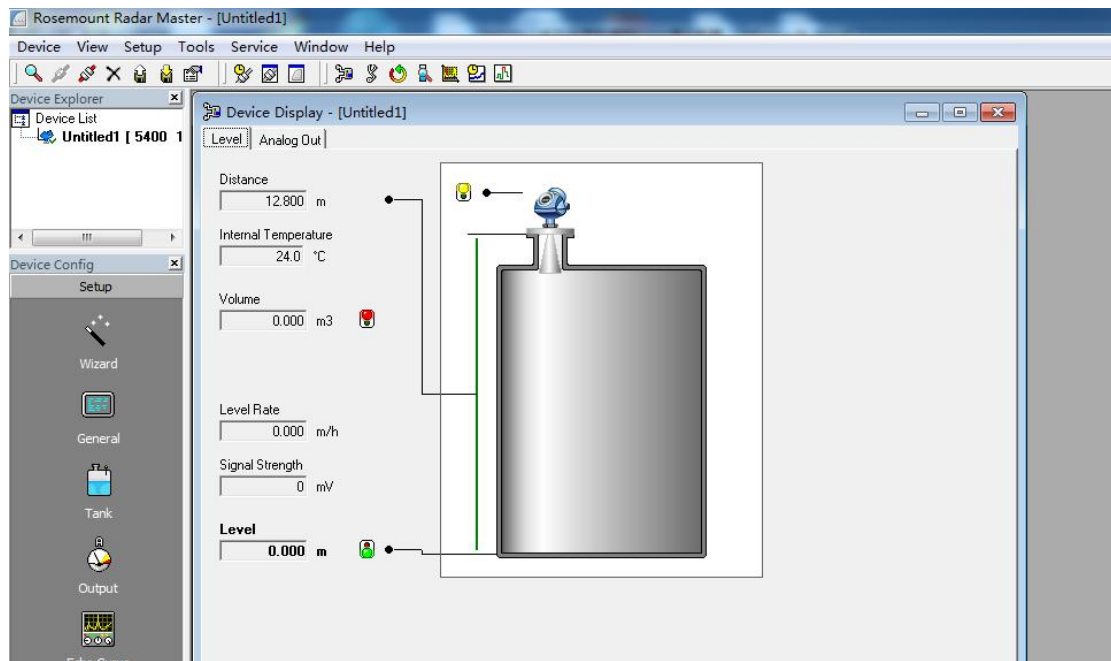 Rosemount Radar Master - [Untitled1]
Device View Setup Tools Service Window Help
Device Explorer
Device List
Untitled1 [ 5400 1
Device Display - [Untitled1]
Level Analog Out
Distance
12.800 m
Internal Temperature
24.0 °C
Volume
0.000 m3
Level Rate
0.000 m/h
Signal Strength
0 mV
Level
0.000 m
Device Config
Setup
Wizard
General
Tank
Output